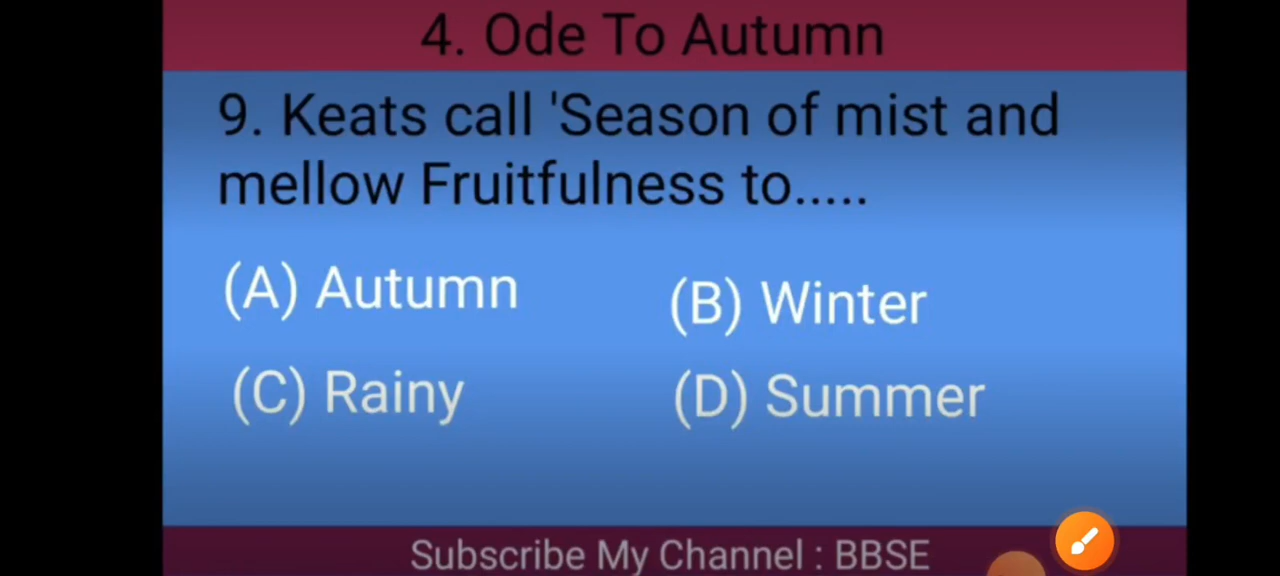 4. Ode To Autumn
9. Keats call 'Season of mist and
mellow Fruitfulness to.....
(A) Autumn (B) Winter
(C) Rainy (D) Summer
Subscribe My Channel : BBSE